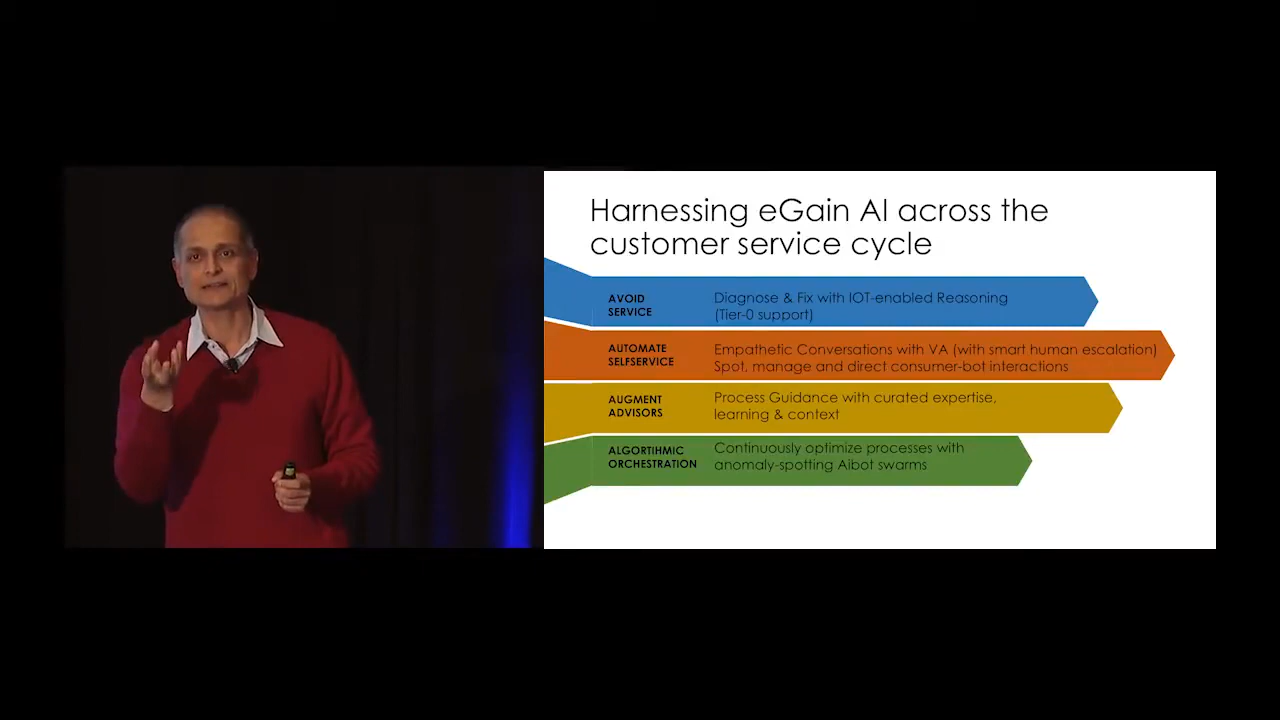 Harnessing eGain AI across the
customer service cycle
AVOID
SERVICE
Diagnose & Fix with IOT-enabled Reasoning
(Tier-0 support)
AUTOMATE
SELFSERVICE
Empathetic Conversations with VA (with smart human escalation)
Spot, manage and direct consumer-bot interactions
AUGMENT
ADVISORS
Process Guidance with curated expertise,
learning & context
ALGORTIHMIC
ORCHESTRATION
Continuously optimize processes with
anomaly-spotting Aibot swarms